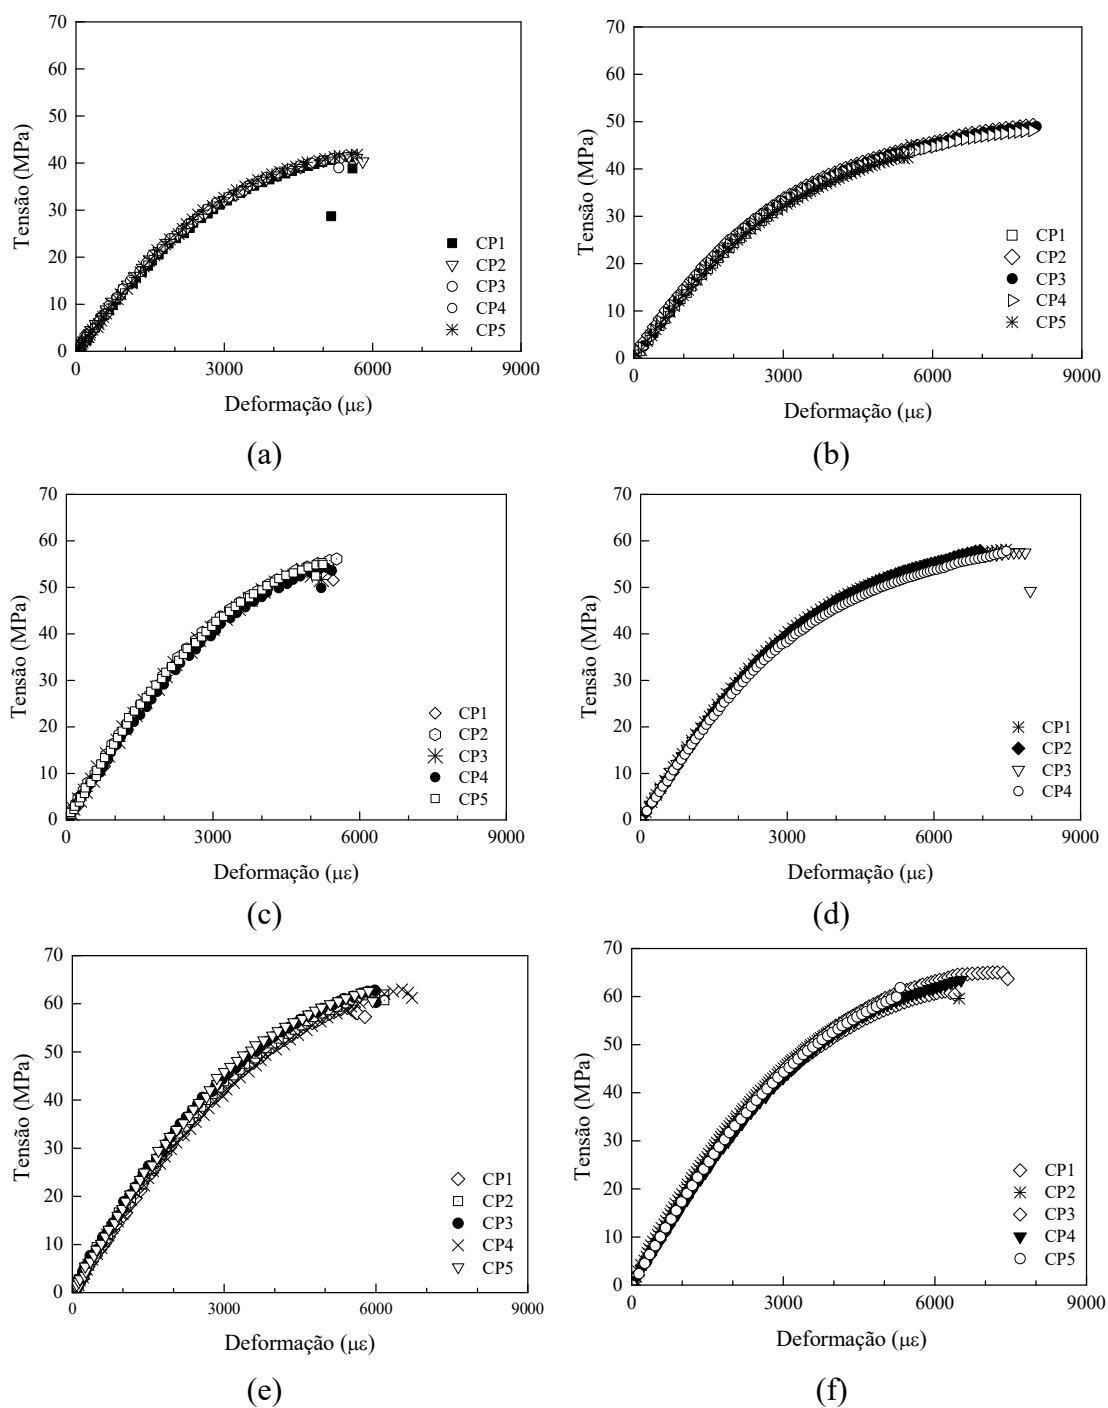 70
60
50
40
30
20
10
0
Tensão (MPa)
CP1
CP2
CP3
CP4
CP5
0 3000 6000 9000
Deformação (με)
(a)
70
60
50
40
30
20
10
0
Tensão (MPa)
CP1
CP2
CP3
CP4
CP5
0 3000 6000 9000
Deformação (με)
(b)
70
60
50
40
30
20
10
0
Tensão (MPa)
CP1
CP2
CP3
CP4
CP5
0 3000 6000 9000
Deformação (με)
(c)
70
60
50
40
30
20
10
0
Tensão (MPa)
CP1
CP2
CP3
CP4
0 3000 6000 9000
Deformação (με)
(d)
70
60
50
40
30
20
10
0
Tensão (MPa)
CP1
CP2
CP3
CP4
CP5
0 3000 6000 9000
Deformação (με)
(e)
70
60
50
40
30
20
10
0
Tensão (MPa)
CP1
CP2
CP3
CP4
CP5
0 3000 6000 9000
Deformação (με)
(f)